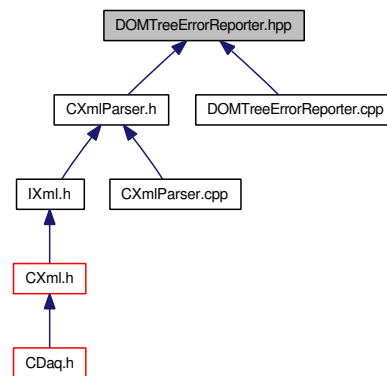 DOMTreeErrorReporter.hpp
CXmlParser.h
DOMTreeErrorReporter.cpp
IXml.h
CXmlParser.cpp
CXml.h
CDaq.h